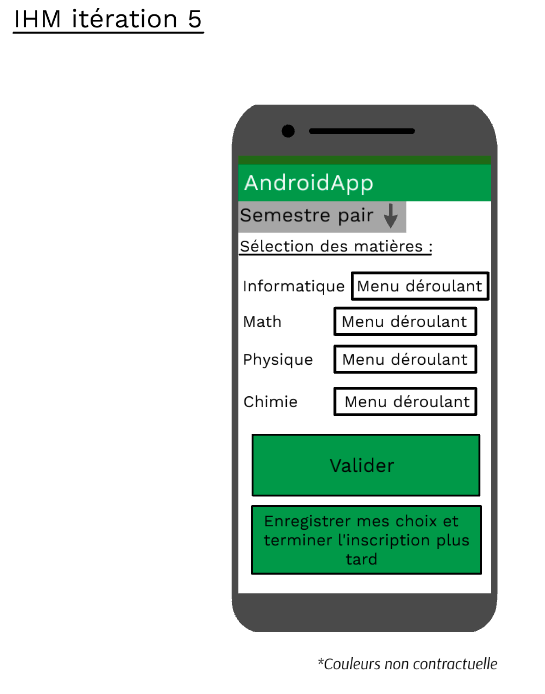 IHM itération 5
AndroidApp
Semestre pair
Sélection des matières :
Informatique Menu déroulant
Math Menu déroulant
Physique Menu déroulant
Chimie Menu déroulant
Valider
Enregistrer mes choix et
terminer l'inscription plus
tard
*Couleurs non contractuelle